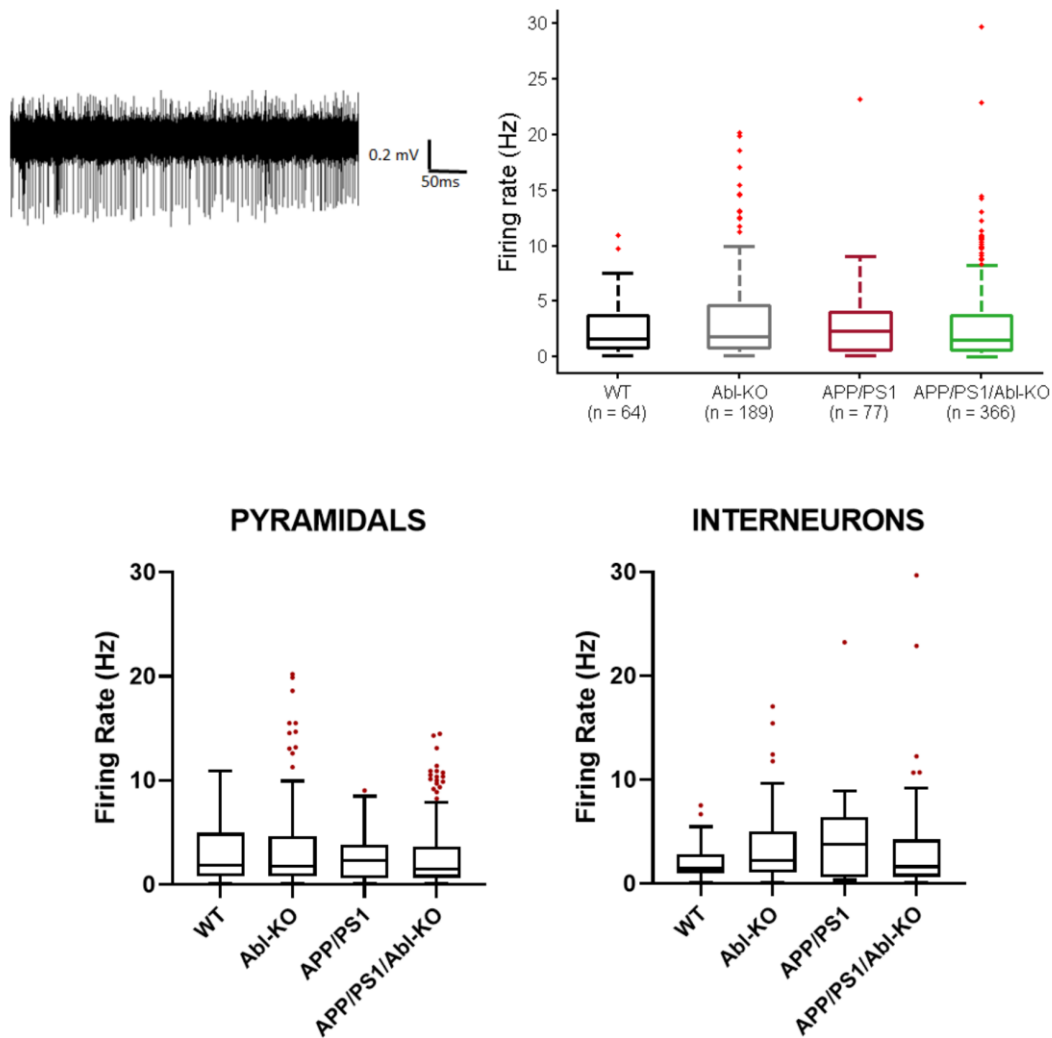 0.2 mV
50ms
Firing rate (Hz)
30
25
20
15
10
5
0
WT
(n = 64)
Abl-KO
(n = 189)
APP/PS1
(n = 77)
APP/PS1/Abl-KO
(n = 366)
PYRAMIDALS
Firing Rate (Hz)
30
20
10
0
WT
Abl-KO
APP/PS1
APP/PS1/Abl-KO
INTERNEURONS
Firing Rate (Hz)
30
20
10
0
WT
Abl-KO
APP/PS1
APP/PS1/Abl-KO